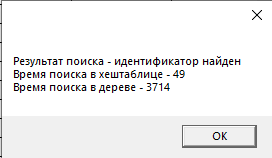 Результат поиска - идентификатор найден
Время поиска в хештаблице - 49
Время поиска в дереве - 3714
OK